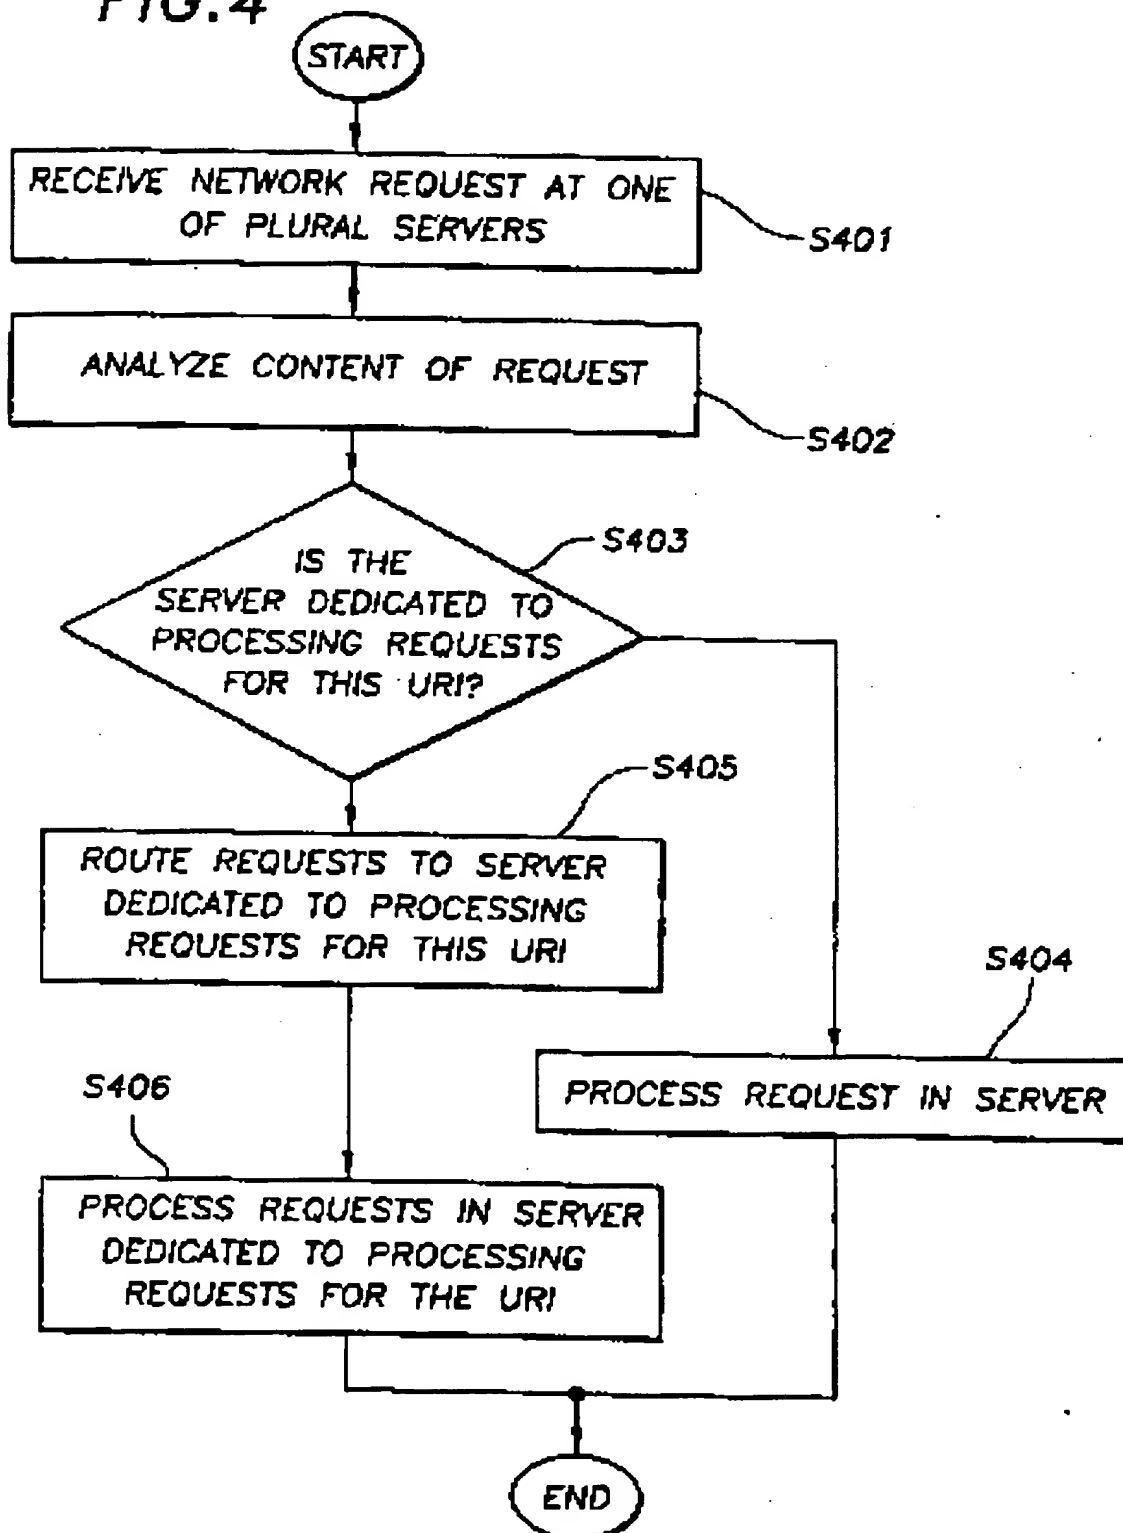 FIG.4
START
RECEIVE NETWORK REQUEST AT ONE
OF PLURAL SERVERS
S401
ANALYZE CONTENT OF REQUEST
S402
IS THE
SERVER DEDICATED TO
PROCESSING REQUESTS
FOR THIS URI?
S403
S405
ROUTE REQUESTS TO SERVER
DEDICATED TO PROCESSING
REQUESTS FOR THIS URI
S404
PROCESS REQUEST IN SERVER
S406
PROCESS REQUESTS IN SERVER
DEDICATED TO PROCESSING
REQUESTS FOR THE URI
END